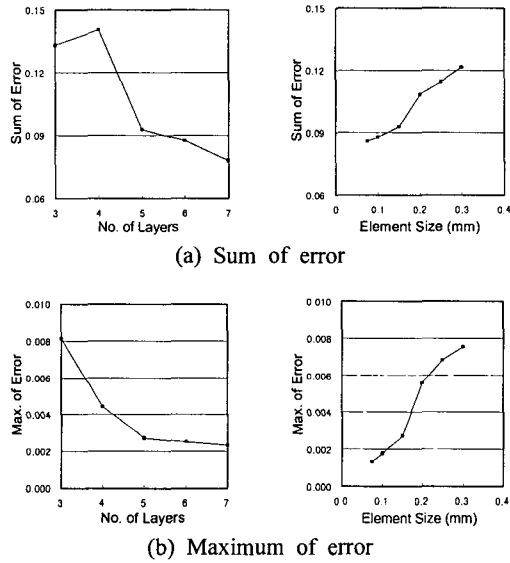 0.15
0.12
0.09
0.06
Sum of Error
3 4 5 6 7
No. of Layers
0.15
0.12
0.09
0.06
Sum of Error
0 0.1 0.2 0.3 0.4
Element Size (mm)
(a) Sum of error
0.010
0.008
0.006
0.004
0.002
0.000
Max. of Error
3 4 5 6 7
No. of Layers
0.010
0.008
0.006
0.004
0.002
0.000
Max. of Error
0 0 0.1 0.2 0.3 0.4
Element Size (mm)
(b) Maximum of error